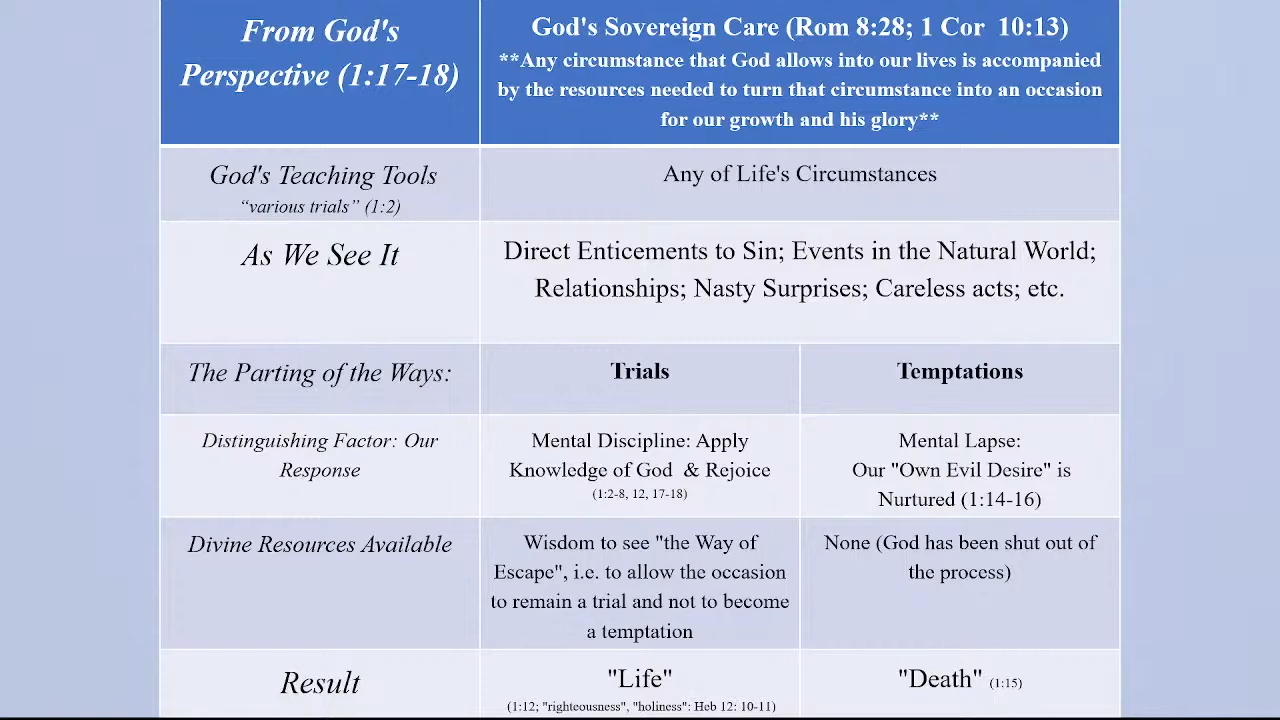 From God's
Perspective (1:17-18)
God's Sovereign Care (Rom 8:28; 1 Cor 10:13)
**Any circumstance that God allows into our lives is accompanied
by the resources needed to turn that circumstance into an occasion
for our growth and his glory**
God's Teaching Tools
“various trials” (1:2)
Any of Life's Circumstances
As We See It
Direct Enticements to Sin; Events in the Natural World;
Relationships; Nasty Surprises; Careless acts; etc.
The Parting of the Ways:
Trials
Temptations
Distinguishing Factor: Our
Response
Mental Discipline: Apply
Knowledge of God & Rejoice
(1:2-8, 12, 17-18)
Mental Lapse:
Our "Own Evil Desire" is
Nurtured (1:14-16)
Divine Resources Available
Wisdom to see "the Way of
Escape", i.e. to allow the occasion
to remain a trial and not to become
a temptation
None (God has been shut out of
the process)
Result
"Life"
(1:12; "righteousness", "holiness": Heb 12: 10-11)
"Death" (1:15)